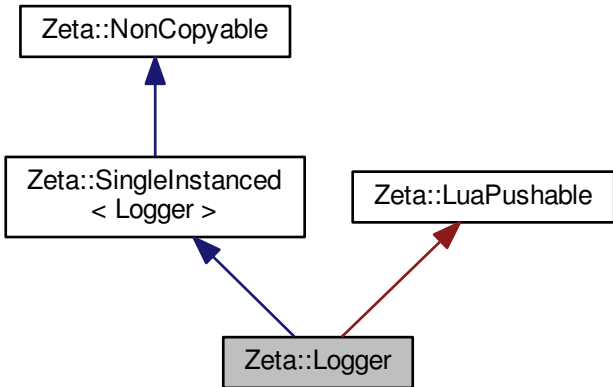 Zeta::NonCopyable
Zeta::SingleInstanced
< Logger >
Zeta::LuaPushable
Zeta::Logger